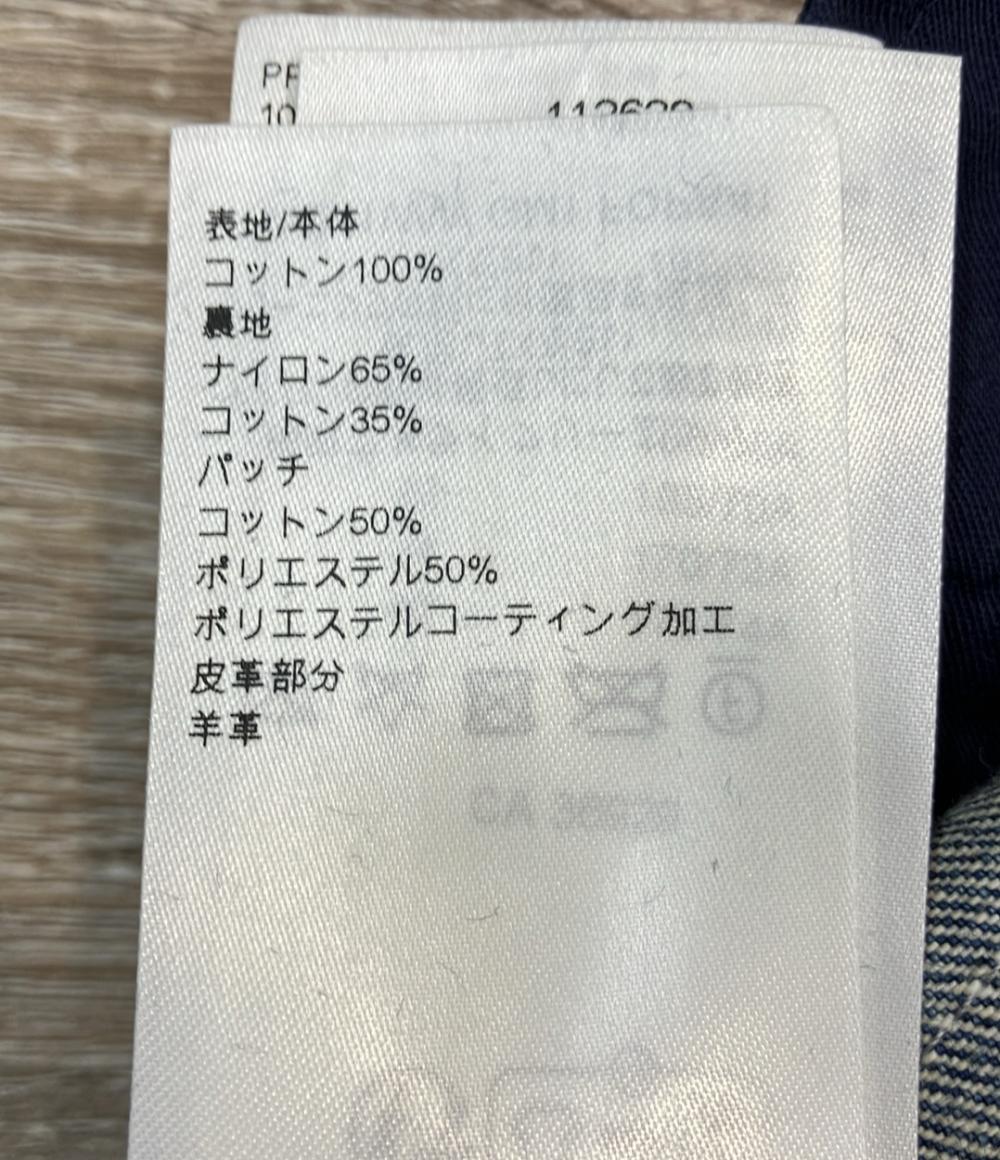 PF
10
表地/本体
コットン100%
裏地
ナイロン65%
コットン35%
パッチ
コットン50%
ポリエステル50%
ポリエステルコーティング加工
皮革部分
羊革